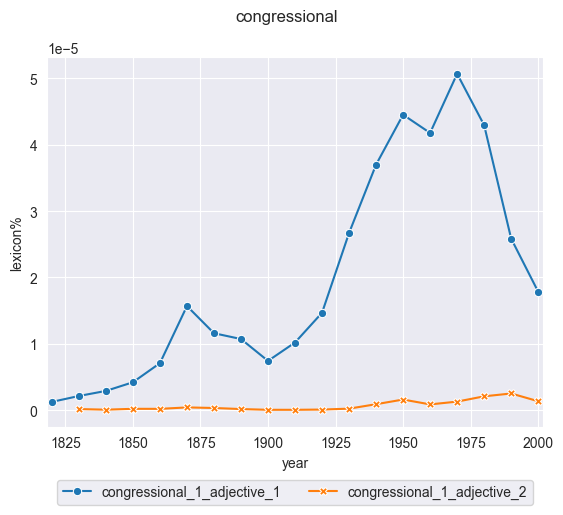 congressional
1e−5
5
4
3
2
1
0
lexicon%
1825 1850 1875 1900 1925 1950 1975 2000
year
congressional_1_adjective_1 congressional_1_adjective_2